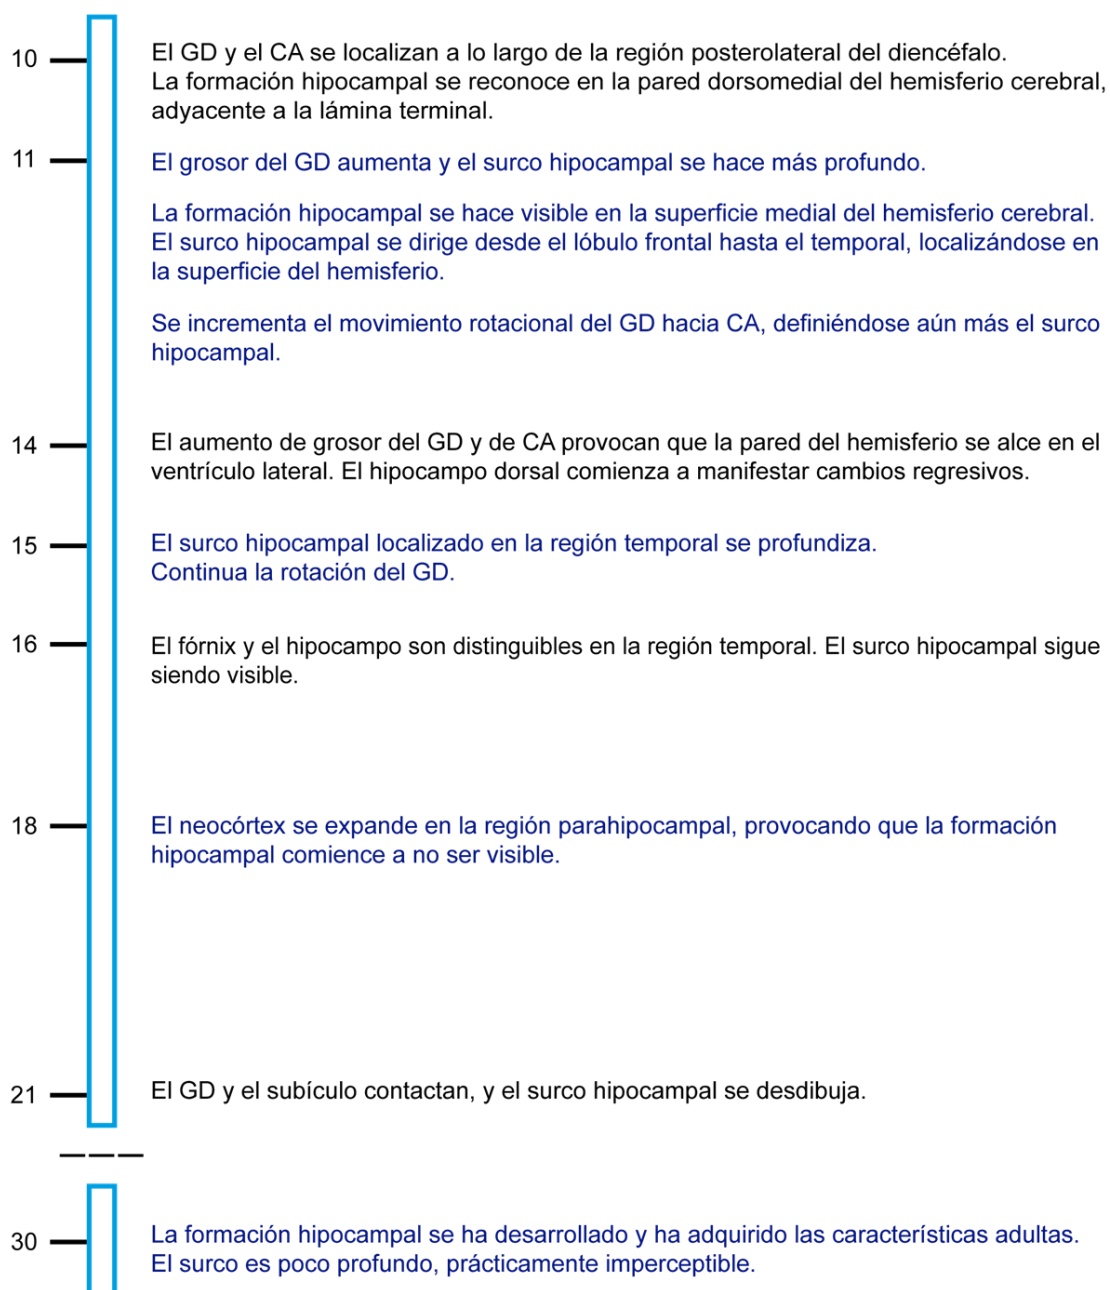 10
El GD y el CA se localizan a lo largo de la región posterolateral del diencéfalo.
La formación hipocampal se reconoce en la pared dorsomedial del hemisferio cerebral,
adyacente a la lámina terminal.
11
El grosor del GD aumenta y el surco hipocampal se hace más profundo.
La formación hipocampal se hace visible en la superficie medial del hemisferio cerebral.
El surco hipocampal se dirige desde el lóbulo frontal hasta el temporal, localizándose en
la superficie del hemisferio.
Se incrementa el movimiento rotacional del GD hacia CA, definiéndose aún más el surco
hipocampal.
14
El aumento de grosor del GD y de CA provocan que la pared del hemisferio se alce en el
ventrículo lateral. El hipocampo dorsal comienza a manifestar cambios regresivos.
15
El surco hipocampal localizado en la región temporal se profundiza.
Continua la rotación del GD.
16
El fórnix y el hipocampo son distinguibles en la región temporal. El surco hipocampal sigue
siendo visible.
18
El neocórtex se expande en la región parahipocampal, provocando que la formación
hipocampal comience a no ser visible.
21
El GD y el subículo contactan, y el surco hipocampal se desdibuja.
30
La formación hipocampal se ha desarrollado y ha adquirido las características adultas.
El surco es poco profundo, prácticamente imperceptible.